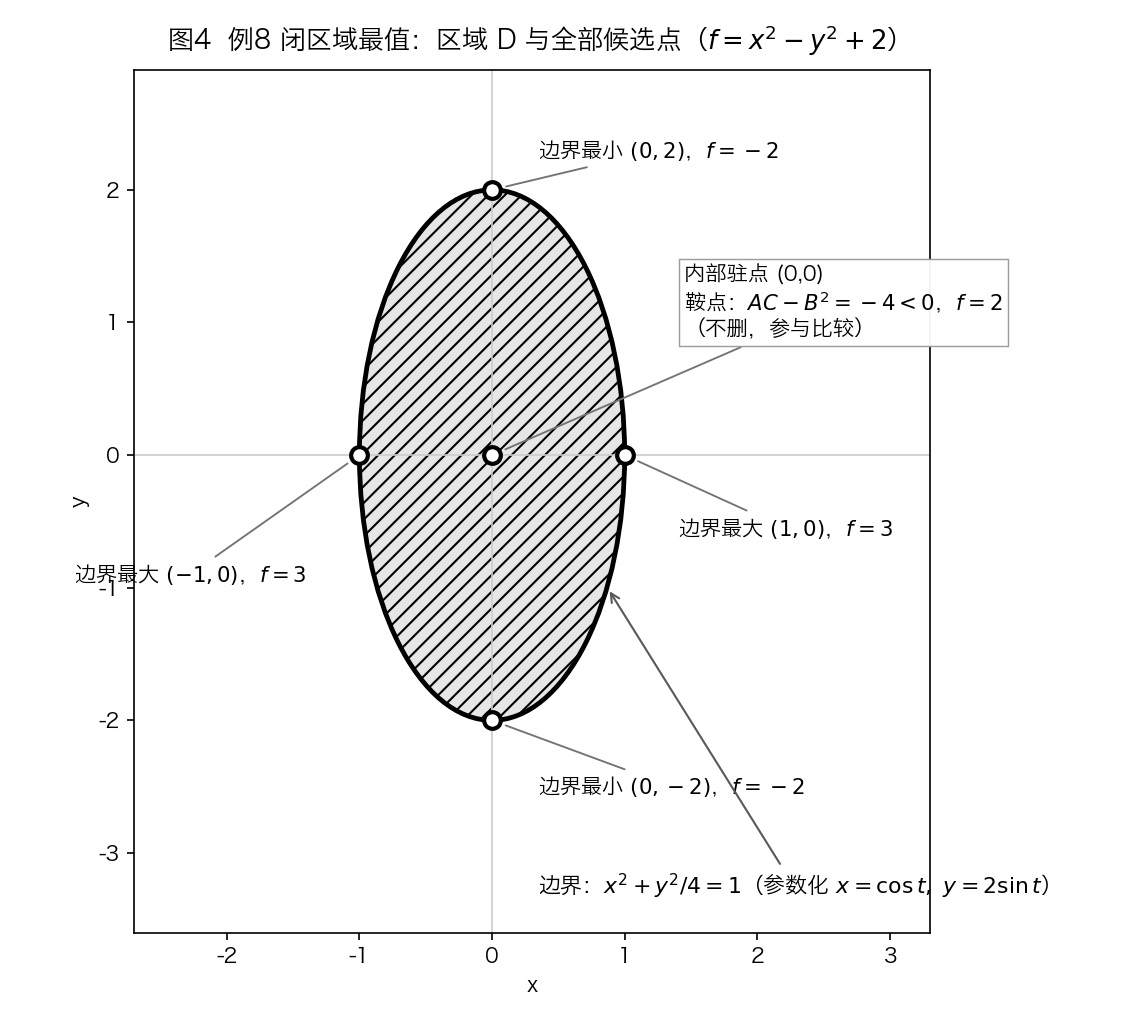 图4 例8 闭区域最值：区域 D 与全部候选点（f = x² − y² + 2）
边界最小 (0, 2)，f = − 2
2
内部驻点 (0,0)
鞍点：AC − B² = − 4 < 0，f = 2
（不删，参与比较）
1
0
y
边界最大 (1, 0)，f = 3
边界最大 (−1, 0)，f = 3
-1
-2
边界最小 (0, − 2)，f = − 2
-3
边界：x² + y²/4 = 1（参数化 x = cos t, y = 2sin t）
-2 -1 0 1 2 3
x